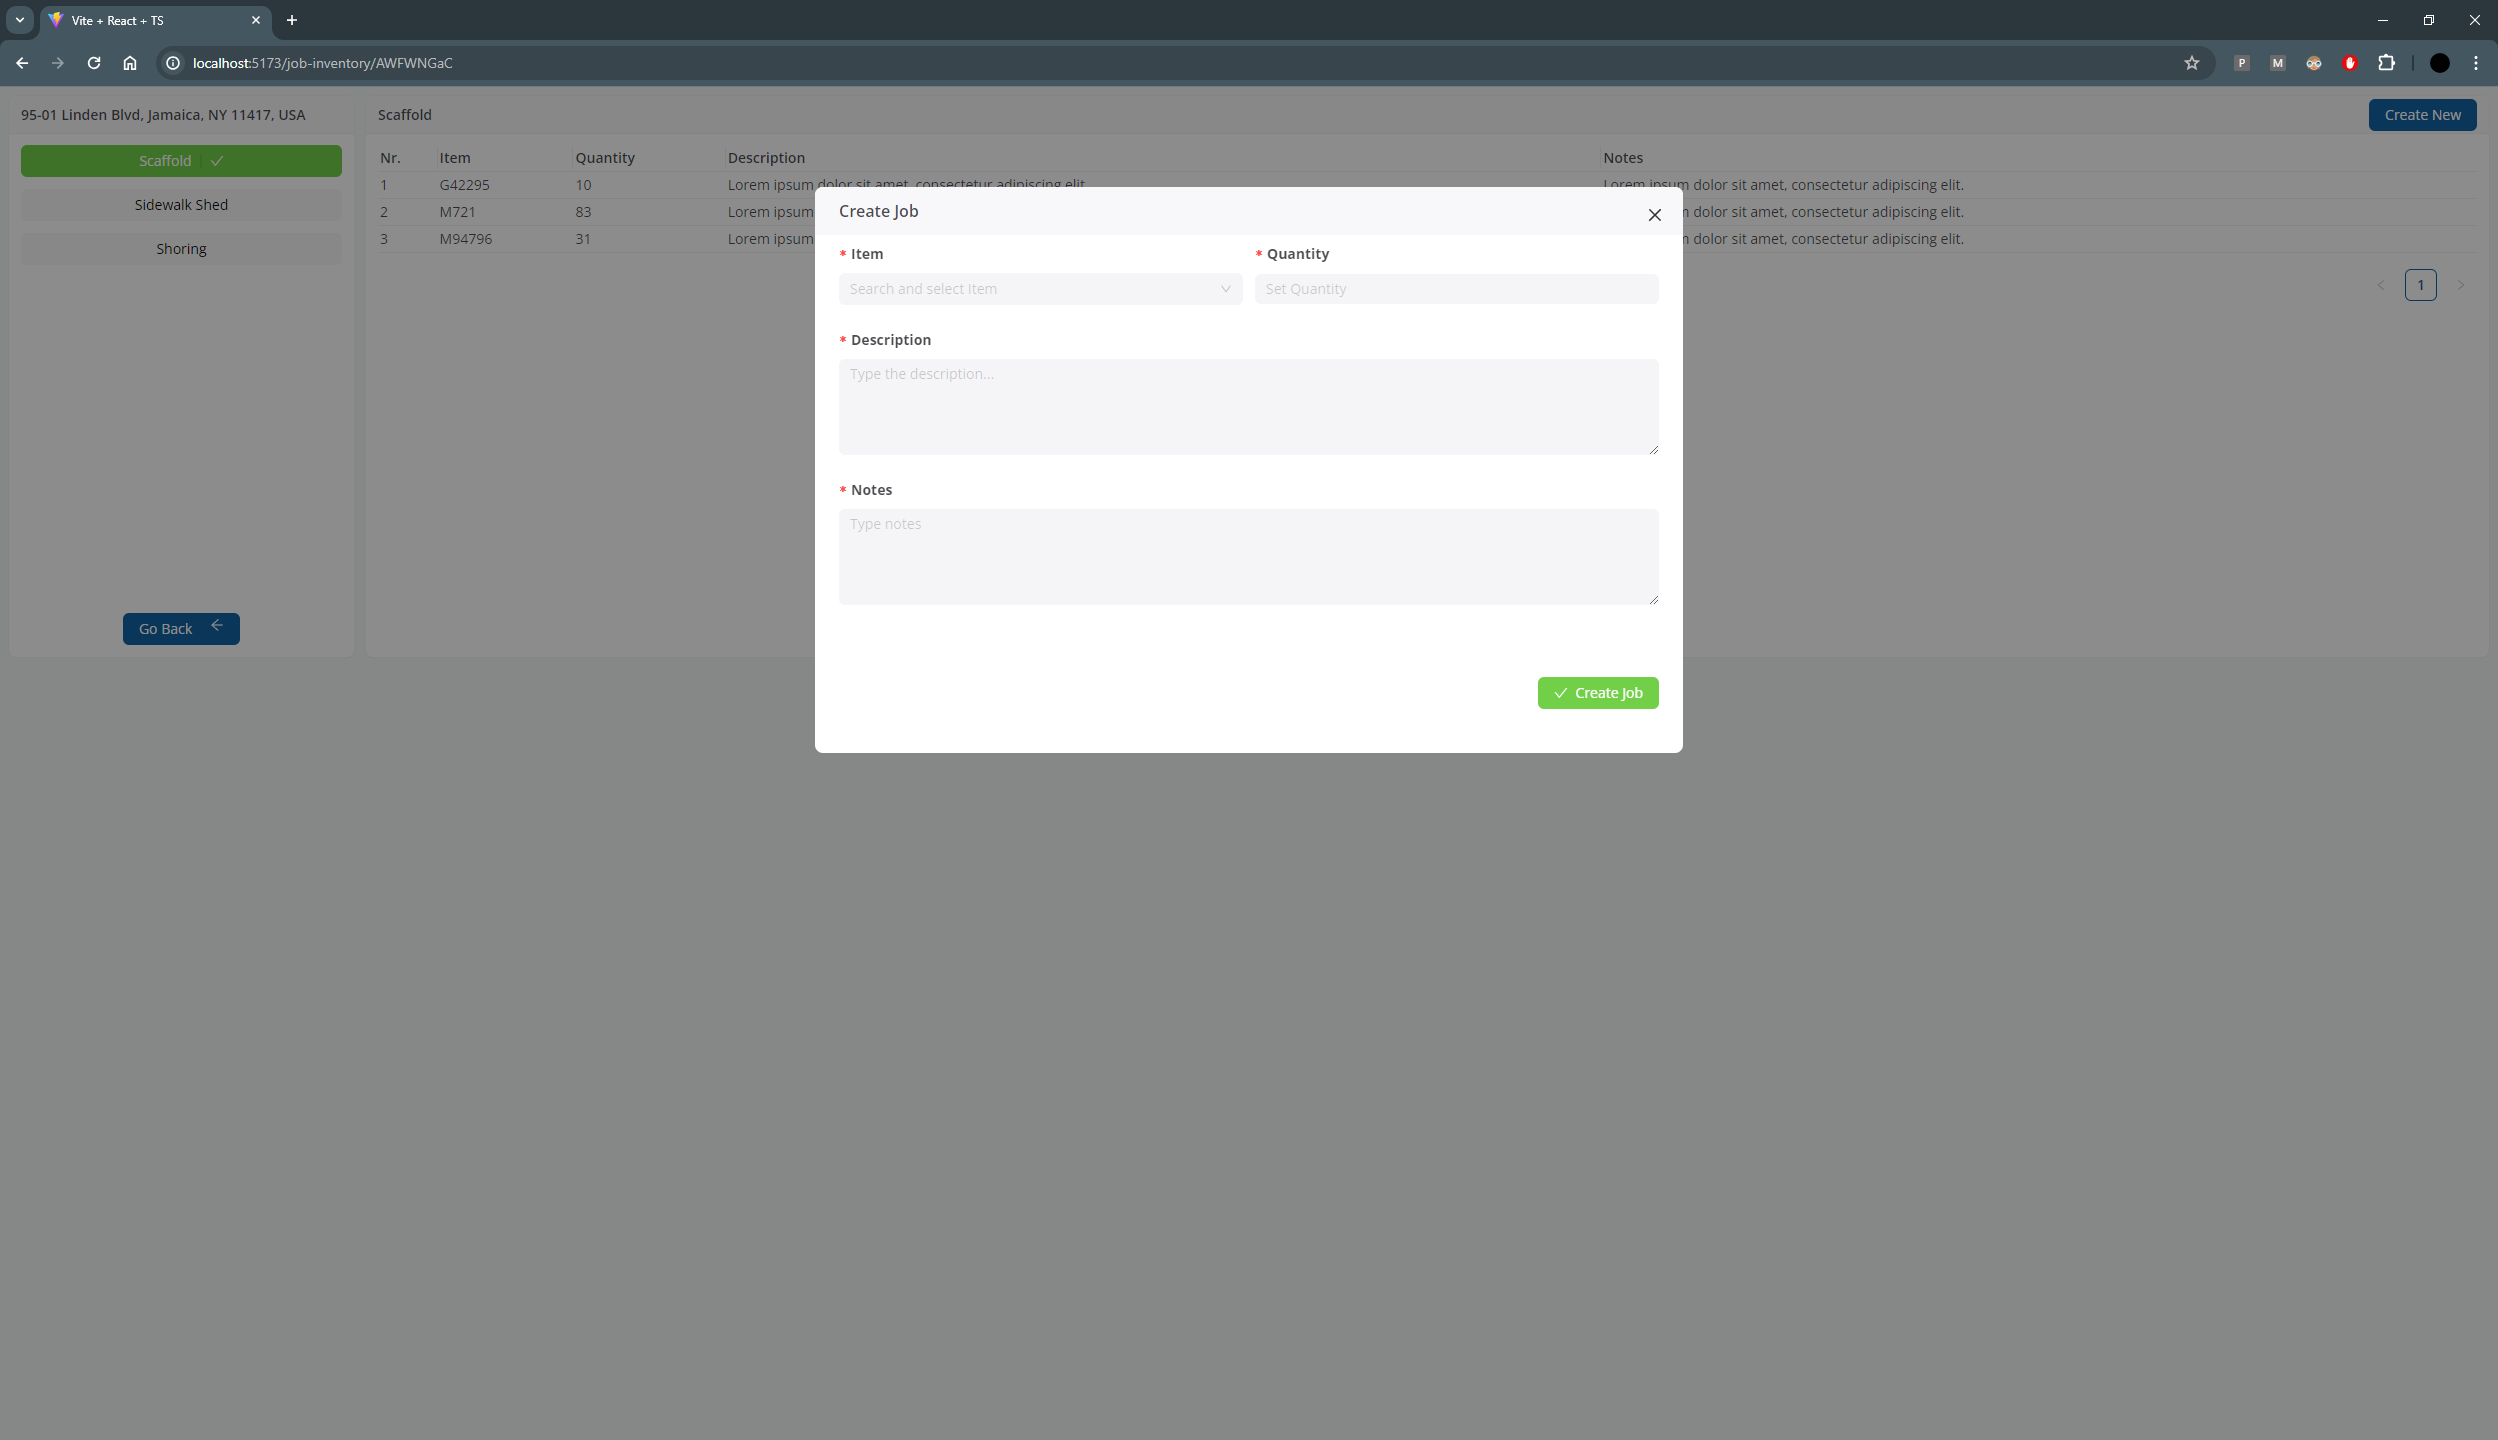 Vite + React + TS
localhost:5173/job-inventory/AWFWNGaC
P
M
95-01 Linden Blvd, Jamaica, NY 11417, USA
Scaffold
Sidewalk Shed
Shoring
Go Back
Scaffold
Create New
Nr. Item Quantity Description Notes
1 G42295 10 Lorem ipsum dolor sit amet, consectetur adipiscing elit. Lorem ipsum dolor sit amet, consectetur adipiscing elit.
2 M721 83 Lorem ipsum dolor sit amet, consectetur adipiscing elit.
3 M94796 31 Lorem ipsum dolor sit amet, consectetur adipiscing elit.
1
Create Job
* Item * Quantity
Search and select Item Set Quantity
* Description
Type the description...
* Notes
Type notes
Create Job